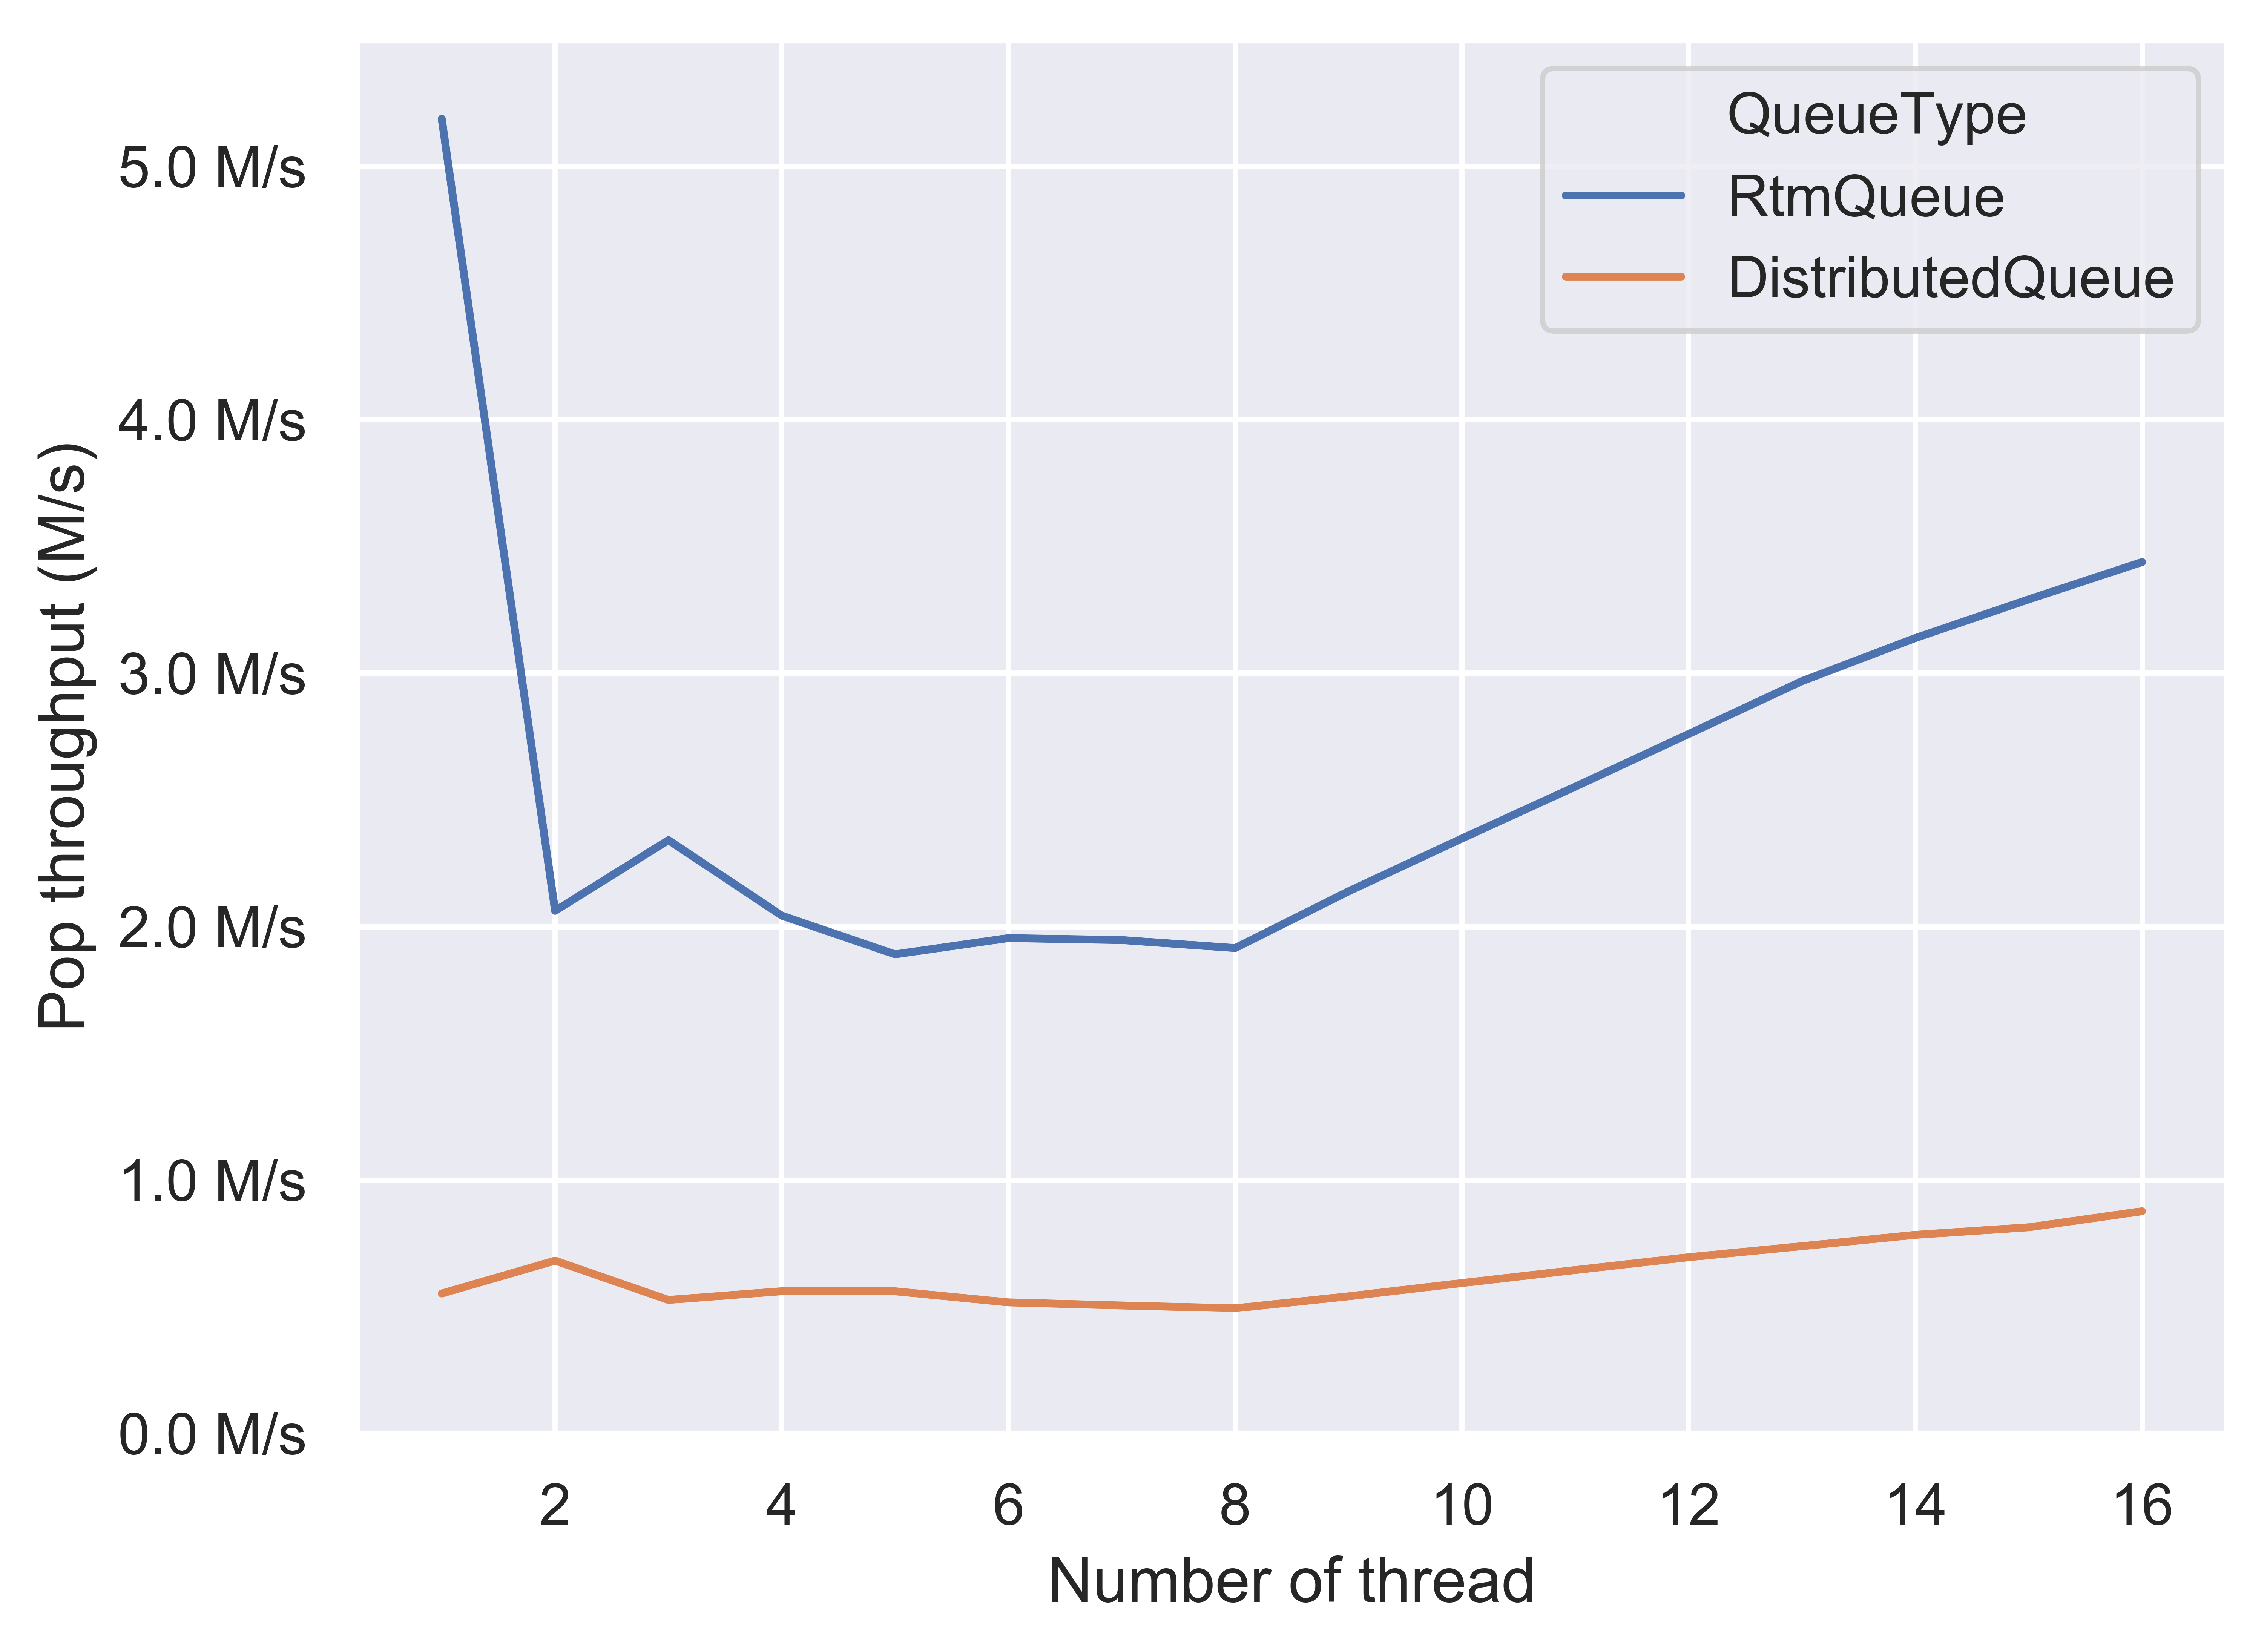 QueueType
RtmQueue
DistributedQueue
Pop throughput (M/s)
5.0 M/s
4.0 M/s
3.0 M/s
2.0 M/s
1.0 M/s
0.0 M/s
2 4 6 8 10 12 14 16
Number of thread